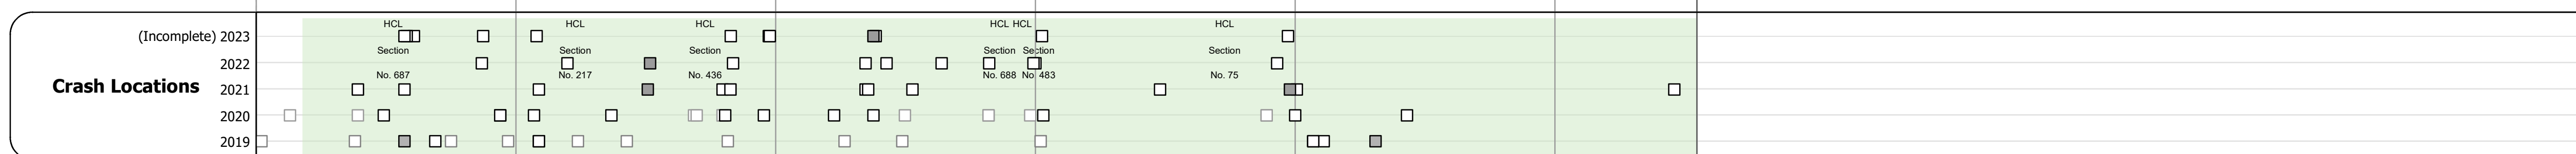 HCL HCL HCL HCL HCL HCL
(Incomplete) 2023
Section Section Section Section Section Section
2022
No. 687 No. 217 No. 436 No. 688 No. 483 No. 75
Crash Locations 2021
2020
2019